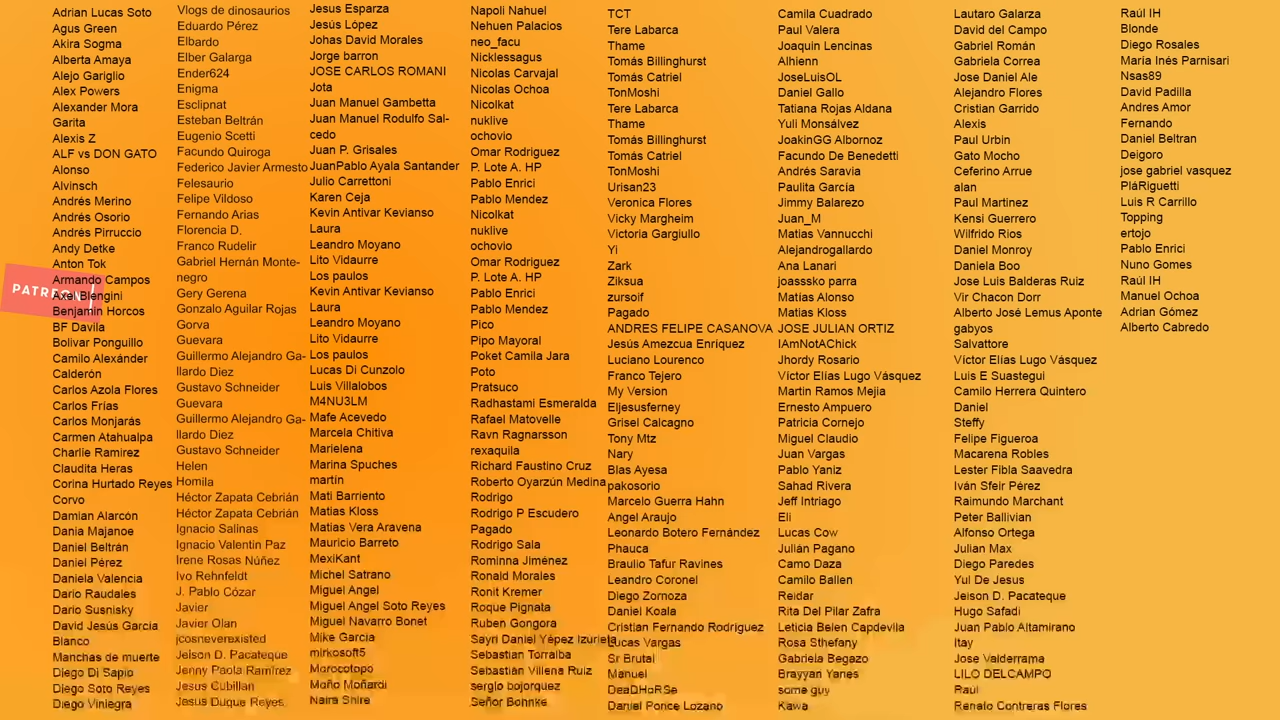 Adrian Lucas Soto
Agus Green
Akira Sogma
Alberta Amaya
Alejo Gariglio
Alex Powers
Alexander Mora
Garita
Alexis Z
ALF vs DON GATO
Alonso
Alvinsch
Andrés Merino
Andrés Osorio
Andrés Pirruccio
Andy Detke
Anton Tok
Armando Campos
PATREON
Axel Blengini
Benjamin Horcos
BF Davila
Bolivar Ponguillo
Camilo Alexánder
Calderón
Carlos Azola Flores
Carlos Frías
Carlos Monjarás
Carmen Atahualpa
Charlie Ramirez
Claudita Heras
Corina Hurtado Reyes
Corvo
Damian Alarcón
Dania Majanoe
Daniel Beltrán
Daniel Pérez
Daniela Valencia
Darío Raudales
Darío Susnisky
David Jesús García
Blanco
Manchas de muerte
Diego Di Sapio
Diego Soto Reyes
Diego Viniegra
Vlogs de dinosaurios
Eduardo Pérez
Elbardo
Elber Galarga
Ender624
Enigma
Esclipnat
Esteban Beltrán
Eugenio Scetti
Facundo Quiroga
Federico Javier Armesto
Felesaurio
Felipe Vildoso
Fernando Arias
Florencia D.
Franco Rudelir
Gabriel Hernán Monte-
negro
Gery Gerena
Gonzalo Aguilar Rojas
Gorva
Guevara
Guillermo Alejandro Ga-
llardo Diez
Gustavo Schneider
Guevara
Guillermo Alejandro Ga-
llardo Diez
Gustavo Schneider
Helen
Homila
Héctor Zapata Cebrián
Héctor Zapata Cebrián
Ignacio Salinas
Ignacio Valentin Paz
Irene Rosas Núñez
Ivo Rehnfeldt
J. Pablo Cózar
Javier
Javier Olan
jcosneverexisted
Jeison D. Pacateque
Jenny Paola Ramírez
Jesus Cubillan
Jesus Duque Reyes
Jesus Esparza
Jesús López
Johas David Morales
Jorge barron
JOSE CARLOS ROMANI
Jota
Juan Manuel Gambetta
Juan Manuel Rodulfo Sal-
cedo
Juan P. Grisales
JuanPablo Ayala Santander
Julio Carrettoni
Karen Ceja
Kevin Antivar Kevianso
Laura
Leandro Moyano
Lito Vidaurre
Los paulos
Kevin Antivar Kevianso
Laura
Leandro Moyano
Lito Vidaurre
Los paulos
Lucas Di Cunzolo
Luis Villalobos
M4NU3LM
Mafe Acevedo
Marcela Chitiva
Marielena
Marina Spuches
martín
Mati Barriento
Matias Kloss
Matias Vera Aravena
Mauricio Bareto
MexiKant
Michel Satrano
Miguel Angel
Miguel Angel Soto Reyes
Miguel Navarro Bonet
Mike Garcia
mirkosoft5
Morocotopo
Moño Moñardi
Naira Shire
Napoli Nahuel
Nehuen Palacios
neo_facu
Nicklessagus
Nicolas Carvajal
Nicolas Ochoa
Nicolkat
nuklive
ochovio
Omar Rodriguez
P. Lote A. HP
Pablo Enrici
Pablo Mendez
Nicolkat
nuklive
ochovio
Omar Rodriguez
P. Lote A. HP
Pablo Enrici
Pablo Mendez
Pico
Pipo Mayoral
Poket Camila Jara
Poto
Pratsuco
Radhastami Esmeralda
Rafael Matovelle
Ravn Ragnarsson
rexaquila
Richard Faustino Cruz
Roberto Oyarzún Medina
Rodrigo
Rodrigo P Escudero
Pagado
Rodrigo Sala
Rominna Jiménez
Ronald Morales
Ronit Kremer
Roque Pignata
Ruben Gongora
Sayri Daniel Yépez Izurieta
Sebastian Torralba
Sebastián Villena Ruiz
sergio bojorquez
Señor Bohnke
TCT
Tere Labarca
Thame
Tomás Billinghurst
Tomás Catriel
TonMoshi
Tere Labarca
Thame
Tomás Billinghurst
Tomás Catriel
TonMoshi
Urisan23
Veronica Flores
Vicky Margheim
Victoria Gargiullo
Yi
Zark
Ziksua
zursoif
Pagado
ANDRES FELIPE CASANOVA
Jesús Amezcua Enriquez
Luciano Lourenco
Franco Tejero
My Version
Eljesusferney
Grisel Calcagno
Tony Mtz
Nary
Blas Ayesa
pakosorio
Marcelo Guerra Hahn
Angel Araujo
Leonardo Botero Fernández
Phauca
Braulio Tafur Ravines
Leandro Coronel
Diego Zornoza
Daniel Koala
Cristian Fernando Rodriguez
Lucas Vargas
Sr Brutal
Manuel
DeaDHoRSe
Daniel Ponce Lozano
Camila Cuadrado
Paul Valera
Joaquin Lencinas
Alhienn
JoseLuisOL
Daniel Gallo
Tatiana Rojas Aldana
Yuli Monsálvez
JoakinGG Albornoz
Facundo De Benedetti
Andrés Saravia
Paulita García
Jimmy Balarezo
Juan_M
Matias Vannucchi
Alejandrogallardo
Ana Lanari
joasssko parra
Matias Alonso
Matias Kloss
JOSE JULIAN ORTIZ
IAmNotAChick
Jhordy Rosario
Víctor Elías Lugo Vásquez
Martin Ramos Mejia
Ernesto Ampuero
Patricia Cornejo
Miguel Claudio
Juan Vargas
Pablo Yaniz
Sahad Rivera
Jeff Intriago
Eli
Lucas Cow
Julián Pagano
Camo Daza
Camilo Ballen
Reidar
Rita Del Pilar Zafra
Leticia Belen Capdevila
Rosa Sthefany
Gabriela Begazo
Brayyan Yanes
some guy
Kawa
Lautaro Galarza
David del Campo
Gabriel Román
Gabriela Correa
Jose Daniel Ale
Alejandro Flores
Cristian Garrido
Alexis
Paul Urbin
Gato Mocho
Ceferino Arrue
alan
Paul Martinez
Kensi Guerrero
Wilfrido Rios
Daniel Monroy
Daniela Boo
Jose Luis Balderas Ruiz
Vir Chacon Dorr
Alberto José Lemus Aponte
gabyos
Salvattore
Víctor Elías Lugo Vásquez
Luis E Suastegui
Camilo Herrera Quintero
Daniel
Steffy
Felipe Figueroa
Macarena Robles
Lester Fibla Saavedra
Iván Sfeir Pérez
Raimundo Marchant
Peter Ballivian
Alfonso Ortega
Julian Max
Diego Paredes
Yul De Jesus
Jeison D. Pacateque
Hugo Safadi
Juan Pablo Altamirano
Itay
Jose Valderrama
LILO DELCAMPO
Raul
Renato Contreras Flores
Raúl IH
Blonde
Diego Rosales
María Inés Parnisari
Nsas89
David Padilla
Andres Amor
Fernando
Daniel Beltran
Deigoro
jose gabriel vasquez
PláRiguetti
Luis R Carrillo
Topping
ertojo
Pablo Enrici
Nuno Gomes
Raúl IH
Manuel Ochoa
Adrian Gómez
Alberto Cabredo